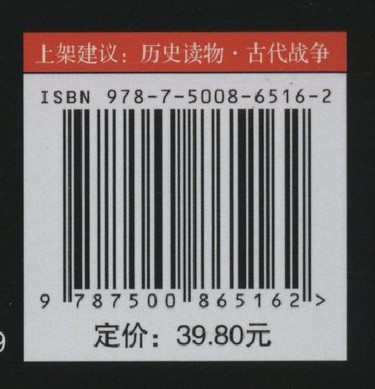 上架建议：历史读物·古代战争
ISBN 978-7-5008-6516-2
9 787500 865162 >
定价：39.80元
9